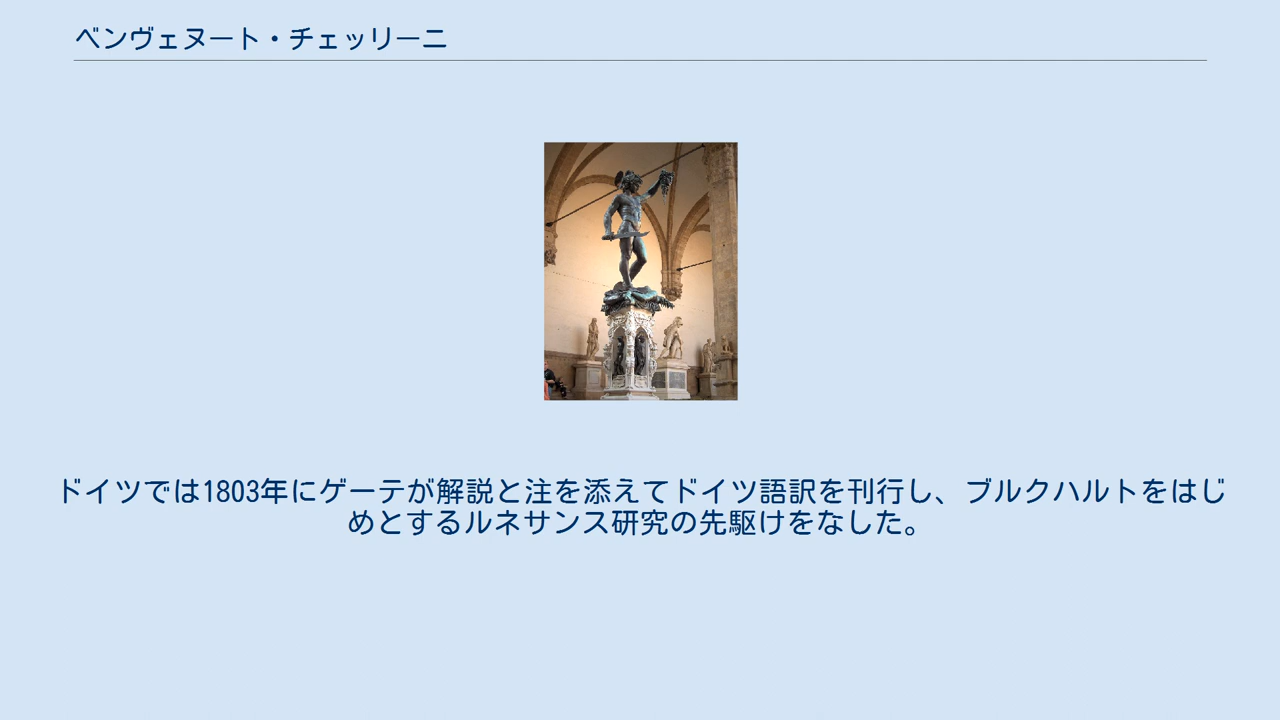 ベンヴェヌート・チェッリーニ
ドイツでは1803年にゲーテが解説と注を添えてドイツ語訳を刊行し、ブルクハルトをはじ
めとするルネサンス研究の先駆けをなした。